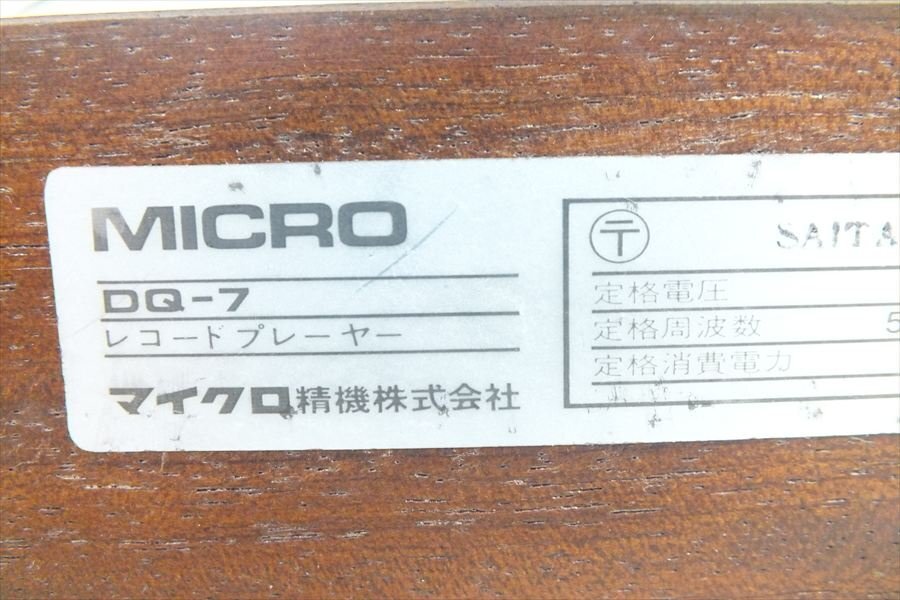 MICRO
DQ-7
レコードプレーヤー
マイクロ精機株式会社
〒 SAITA
定格電圧
定格周波数 5
定格消費電力